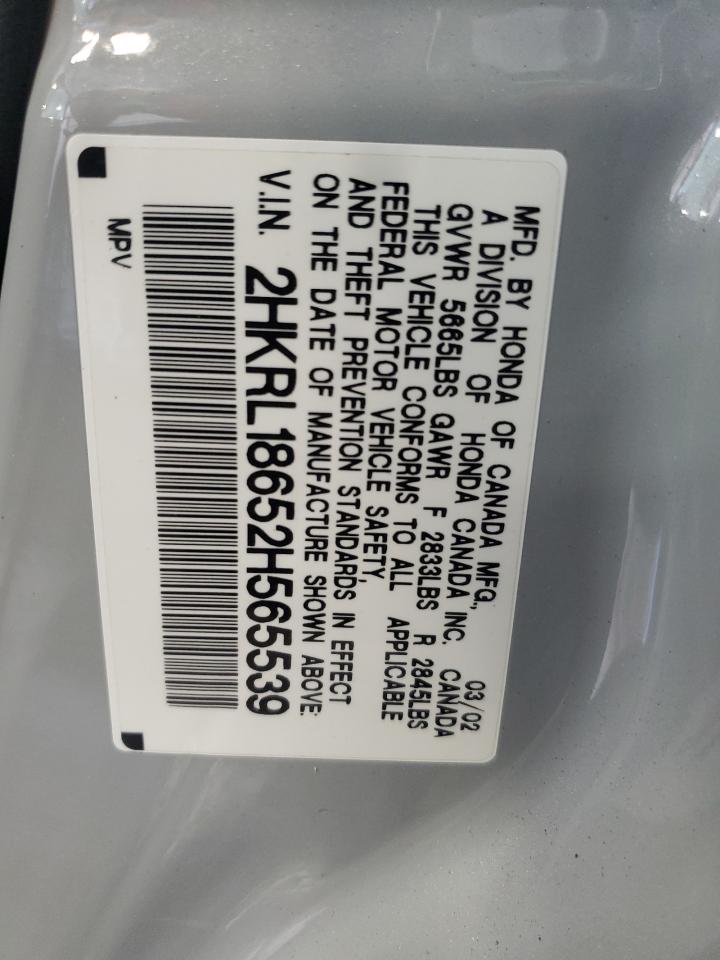 MFD. BY HONDA OF CANADA MFG.,
A DIVISION OF HONDA CANADA INC. CANADA 03/02
GVWR 5665LBS GAWR F 2833LBS R 2845LBS
THIS VEHICLE CONFORMS TO ALL APPLICABLE
FEDERAL MOTOR VEHICLE SAFETY,
AND THEFT PREVENTION STANDARDS IN EFFECT
ON THE DATE OF MANUFACTURE SHOWN ABOVE.
V.I.N. 2HKRL18652H565539
MPV